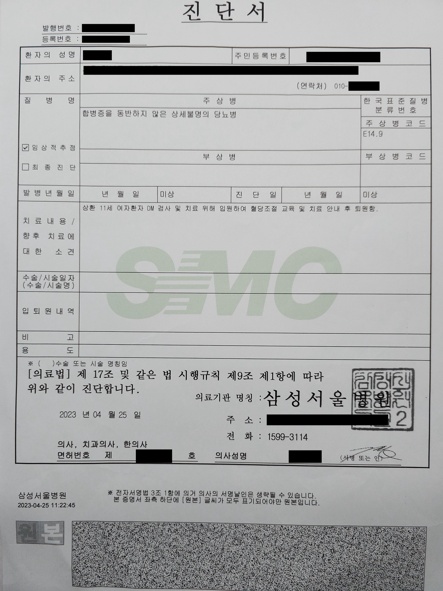 진 단 서
발행번호 :
등록번호 :
환자의 성명
주민등록번호
환자의 주소
(연락처) 010-
질 병 명
주 상 병
한국표준질병 분류번호
합병증을 동반하지 않은 상세불명의 당뇨병
주 상병코드
E14.9
☑ 임상적추정
부 상 병
부 상병코드
☐ 최종진단
발병년월일
년 월 일
미상
진 단 일
년 월 일
미상
치료내용/
향후 치료에
대한 소견
상환 11세 여자환자 DM 검사 및 치료 위해 입원하여 혈당조절 교육 및 치료 안내 후 퇴원함.
SMC
수술/시술일자
(수술/시술명)
입퇴원내역
비 고
용 도
※ ( )수술 또는 시술 명칭임
[의료법] 제 17조 및 같은 법 시행규칙 제9조 제1항에 따라
위와 같이 진단합니다.
의료기관 명칭 : 삼성서울병원
2023 년 04 월 25 일
주 소 :
전 화 : 1599-3114
의사, 치과의사, 한의사
면허번호 제 호
의사성명
(서명 또는 인)
삼성서울병원
2023-04-25 11:22:45
※ 전자서명법 3조 1항에 의거 의사의 서명날인은 생략될 수 있습니다.
본 증명서 좌측 하단에 [원본] 글씨가 모두 표기되어야만 원본입니다.
원본